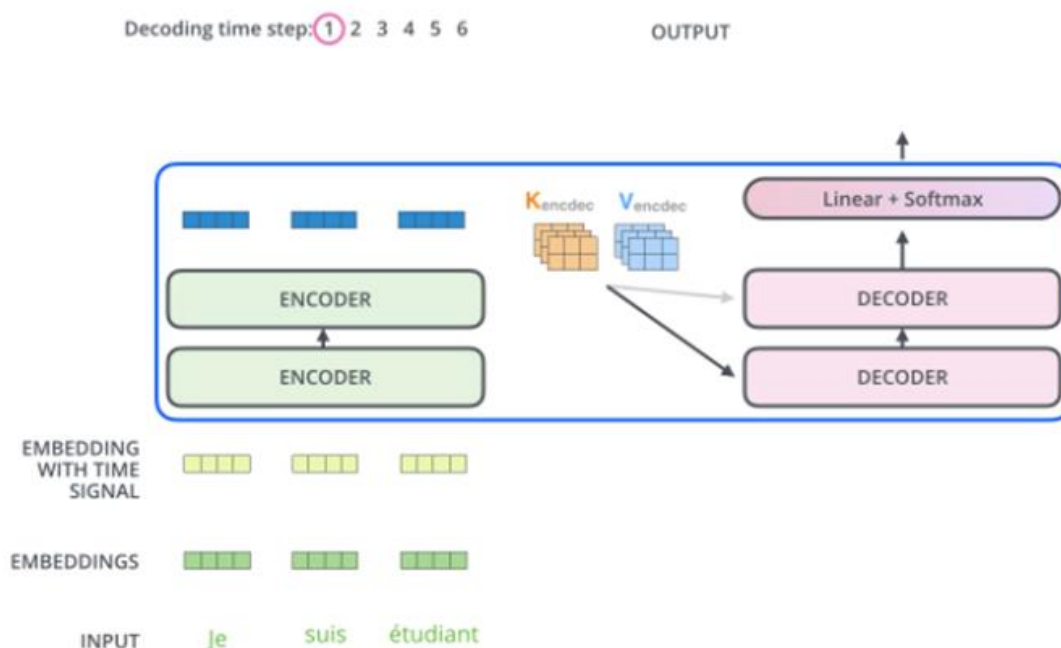 Decoding time step: 1 2 3 4 5 6
OUTPUT
Kencdec
Vencdec
Linear + Softmax
ENCODER
DECODER
ENCODER
DECODER
EMBEDDING
WITH TIME
SIGNAL
EMBEDDINGS
INPUT
Je
suis
étudiant